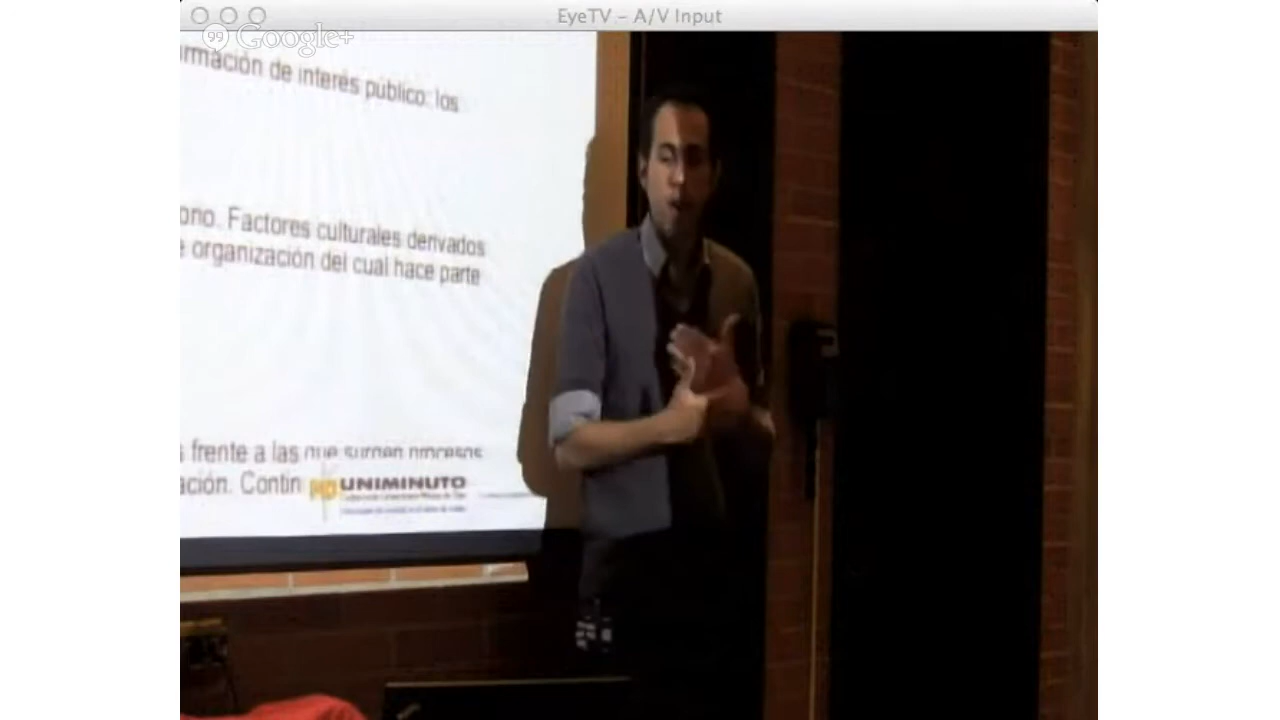 EyeTV – A/V Input
Google+
rmación de interés público: los
ono. Factores culturales derivados
e organización del cual hace parte
s frente a las que surgen procesos
ación. Contin
UNIMINUTO